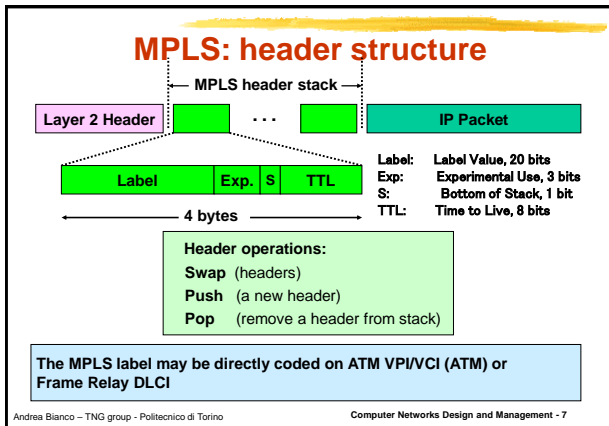 MPLS: header structure
MPLS header stack
Layer 2 Header
. . .
IP Packet
Label Exp. S TTL
4 bytes
Label: Label Value, 20 bits
Exp: Experimental Use, 3 bits
S: Bottom of Stack, 1 bit
TTL: Time to Live, 8 bits
Header operations:
Swap (headers)
Push (a new header)
Pop (remove a header from stack)
The MPLS label may be directly coded on ATM VPI/VCI (ATM) or
Frame Relay DLCI
Andrea Bianco – TNG group - Politecnico di Torino
Computer Networks Design and Management - 7